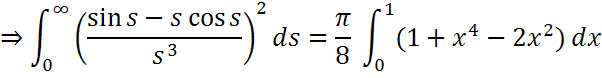 ⇒ ∫₀^∞ ((sin s − s cos s)/s³)² ds = π/8 ∫₀¹ (1 + x⁴ − 2x²) dx